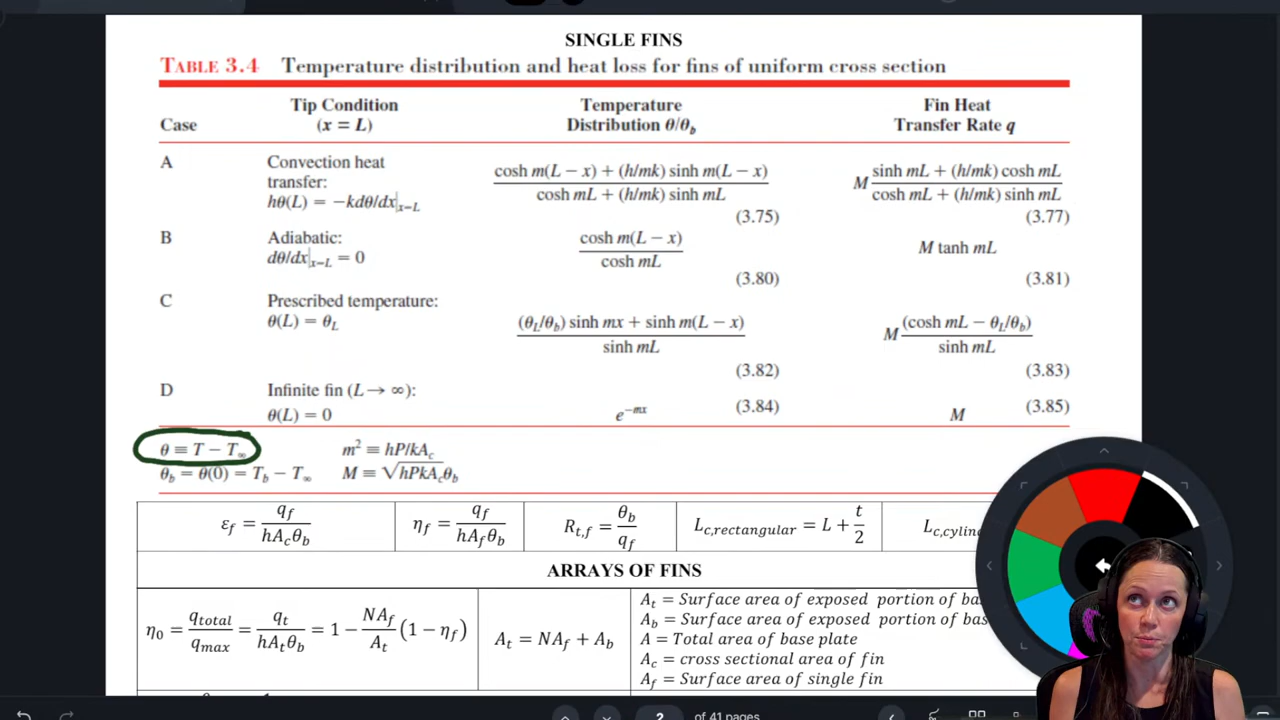 SINGLE FINS
TABLE 3.4 Temperature distribution and heat loss for fins of uniform cross section
Case
Tip Condition
(x = L)
Temperature
Distribution θ/θb
Fin Heat
Transfer Rate q
A
Convection heat
transfer:
hθ(L) = −kdθ/dx|x=L
cosh m(L − x) + (h/mk) sinh m(L − x)
cosh mL + (h/mk) sinh mL
(3.75)
M
sinh mL + (h/mk) cosh mL
cosh mL + (h/mk) sinh mL
(3.77)
B
Adiabatic:
dθ/dx|x=L = 0
cosh m(L − x)
cosh mL
(3.80)
M tanh mL
(3.81)
C
Prescribed temperature:
θ(L) = θL
(θL/θb) sinh mx + sinh m(L − x)
sinh mL
(3.82)
M
(cosh mL − θL/θb)
sinh mL
(3.83)
D
Infinite fin (L → ∞):
θ(L) = 0
e−mx
(3.84)
M
(3.85)
θ ≡ T − T∞
m2 ≡ hP/kAc
θb = θ(0) = Tb − T∞
M ≡ √hPkAcθb
εf = qf / hAcθb
ηf = qf / hAfθb
Rt,f = θb / qf
Lc,rectangular = L + t / 2
Lc,cylin
ARRAYS OF FINS
η0 = qtotal / qmax = qt / hAtθb = 1 − NAf / At (1 − ηf)
At = NAf + Ab
At = Surface area of exposed portion of ba
Ab = Surface area of exposed portion of bas
A = Total area of base plate
Ac = cross sectional area of fin
Af = Surface area of single fin
2 of 41 pages